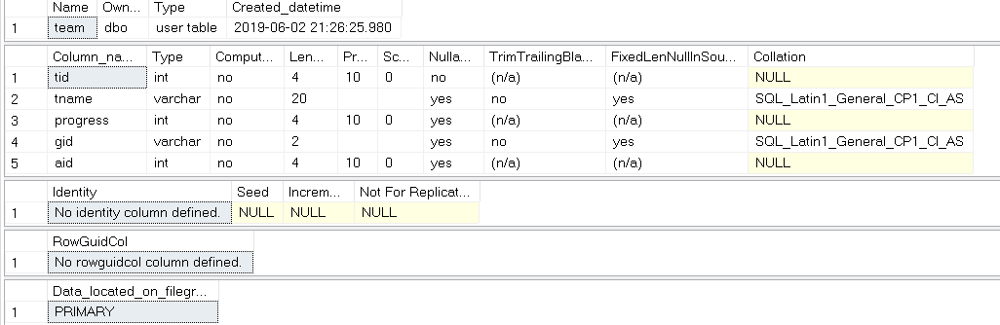 Name Own... Type Created_datetime
1 team dbo user table 2019-06-02 21:26:25.980
Column_na... Type Comput... Len... Pr... Sc... Nulla... TrimTrailingBla... FixedLenNullInSou... Collation
1 tid int no 4 10 0 no (n/a) (n/a) NULL
2 tname varchar no 20 yes no yes SQL_Latin1_General_CP1_CI_AS
3 progress int no 4 10 0 yes (n/a) (n/a) NULL
4 gid varchar no 2 yes no yes SQL_Latin1_General_CP1_CI_AS
5 aid int no 4 10 0 yes (n/a) (n/a) NULL
Identity Seed Increm... Not For Replicat...
1 No identity column defined. NULL NULL NULL
RowGuidCol
1 No rowguidcol column defined.
Data_located_on_filegr...
1 PRIMARY